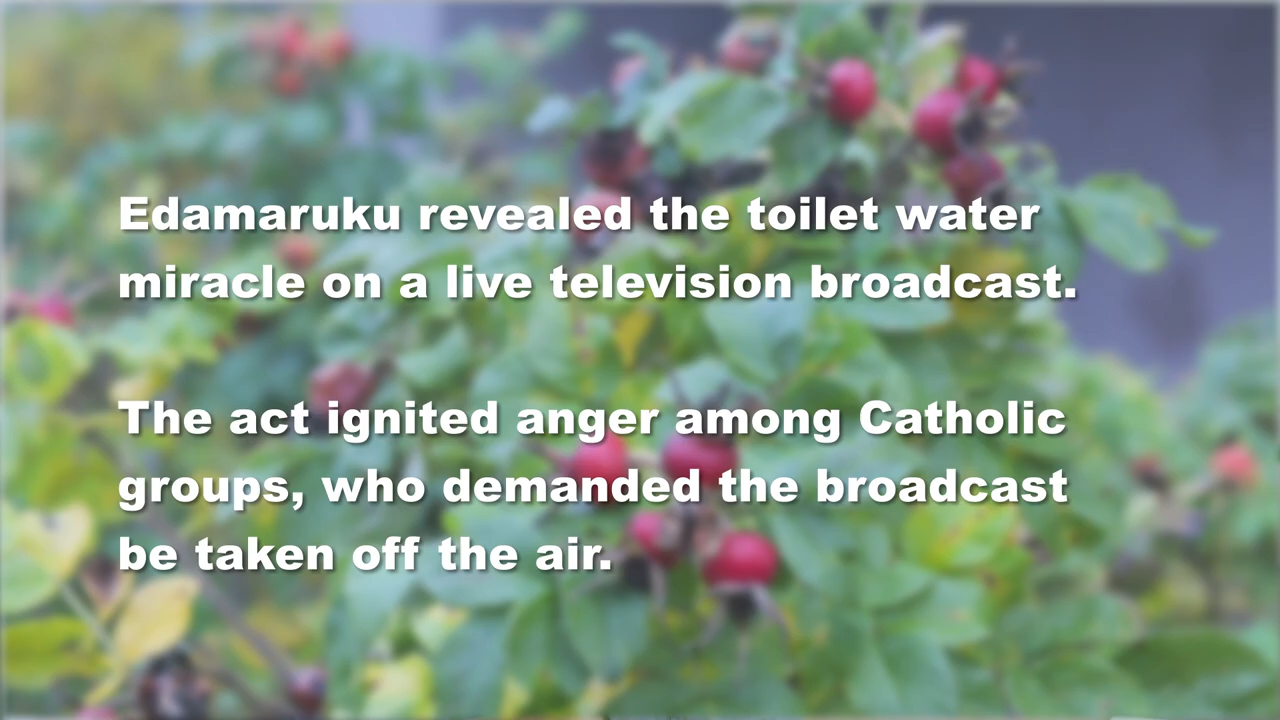 Edamaruku revealed the toilet water
miracle on a live television broadcast.
The act ignited anger among Catholic
groups, who demanded the broadcast
be taken off the air.